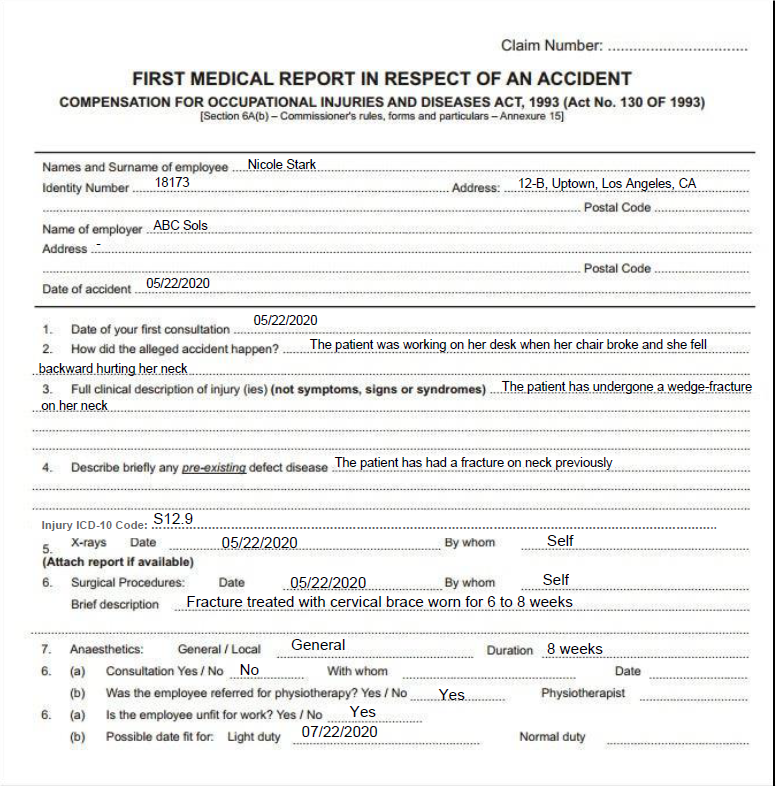 Claim Number: ................................
FIRST MEDICAL REPORT IN RESPECT OF AN ACCIDENT
COMPENSATION FOR OCCUPATIONAL INJURIES AND DISEASES ACT, 1993 (Act No. 130 OF 1993)
[Section 6A(b) – Commissioner's rules, forms and particulars – Annexure 15]
Names and Surname of employee Nicole Stark
Identity Number 18173 Address: 12-B, Uptown, Los Angeles, CA
Postal Code
Name of employer ABC Sols
Address -
Postal Code
Date of accident 05/22/2020
1. Date of your first consultation 05/22/2020
2. How did the alleged accident happen? The patient was working on her desk when her chair broke and she fell
backward hurting her neck
3. Full clinical description of injury (ies) (not symptoms, signs or syndromes) The patient has undergone a wedge-fracture
on her neck
4. Describe briefly any pre-existing defect disease The patient has had a fracture on neck previously
Injury ICD-10 Code: S12.9
5. X-rays Date 05/22/2020 By whom Self
(Attach report if available)
6. Surgical Procedures: Date 05/22/2020 By whom Self
Brief description Fracture treated with cervical brace worn for 6 to 8 weeks
7. Anaesthetics: General / Local General Duration 8 weeks
6. (a) Consultation Yes / No No With whom Date
(b) Was the employee referred for physiotherapy? Yes / No Yes Physiotherapist
6. (a) Is the employee unfit for work? Yes / No Yes
(b) Possible date fit for: Light duty 07/22/2020 Normal duty